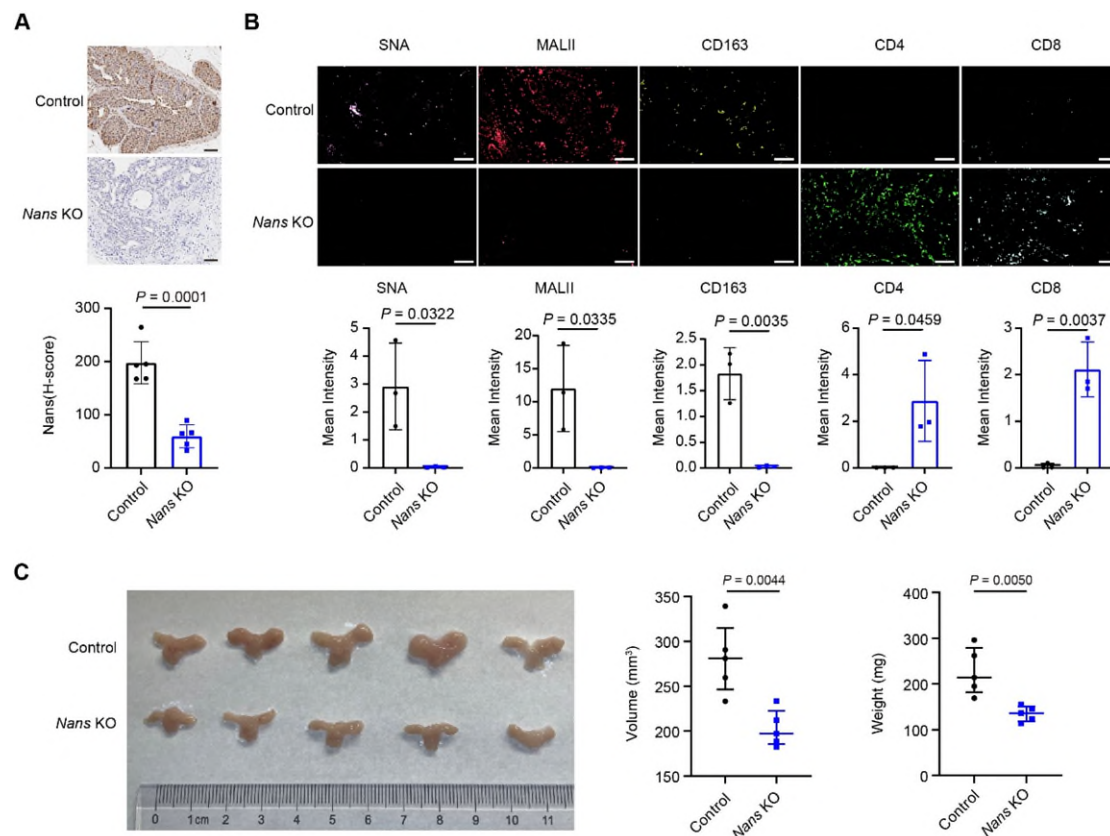 A
Control
Nans KO
Nans(H-score)
300
200
100
0
P = 0.0001
Control
Nans KO
B
SNA
MALII
CD163
CD4
CD8
Control
Nans KO
SNA
Mean Intensity
5
4
3
2
1
0
P = 0.0322
Control
Nans KO
MALII
Mean Intensity
20
15
10
5
0
P = 0.0335
Control
Nans KO
CD163
Mean Intensity
2.5
2.0
1.5
1.0
0.5
0.0
P = 0.0035
Control
Nans KO
CD4
Mean Intensity
6
4
2
0
P = 0.0459
Control
Nans KO
CD8
Mean Intensity
3
2
1
0
P = 0.0037
Control
Nans KO
C
Control
Nans KO
0 1cm 2 3 4 5 6 7 8 9 10 11
Volume (mm³)
350
300
250
200
150
P = 0.0044
Control
Nans KO
Weight (mg)
400
300
200
100
0
P = 0.0050
Control
Nans KO